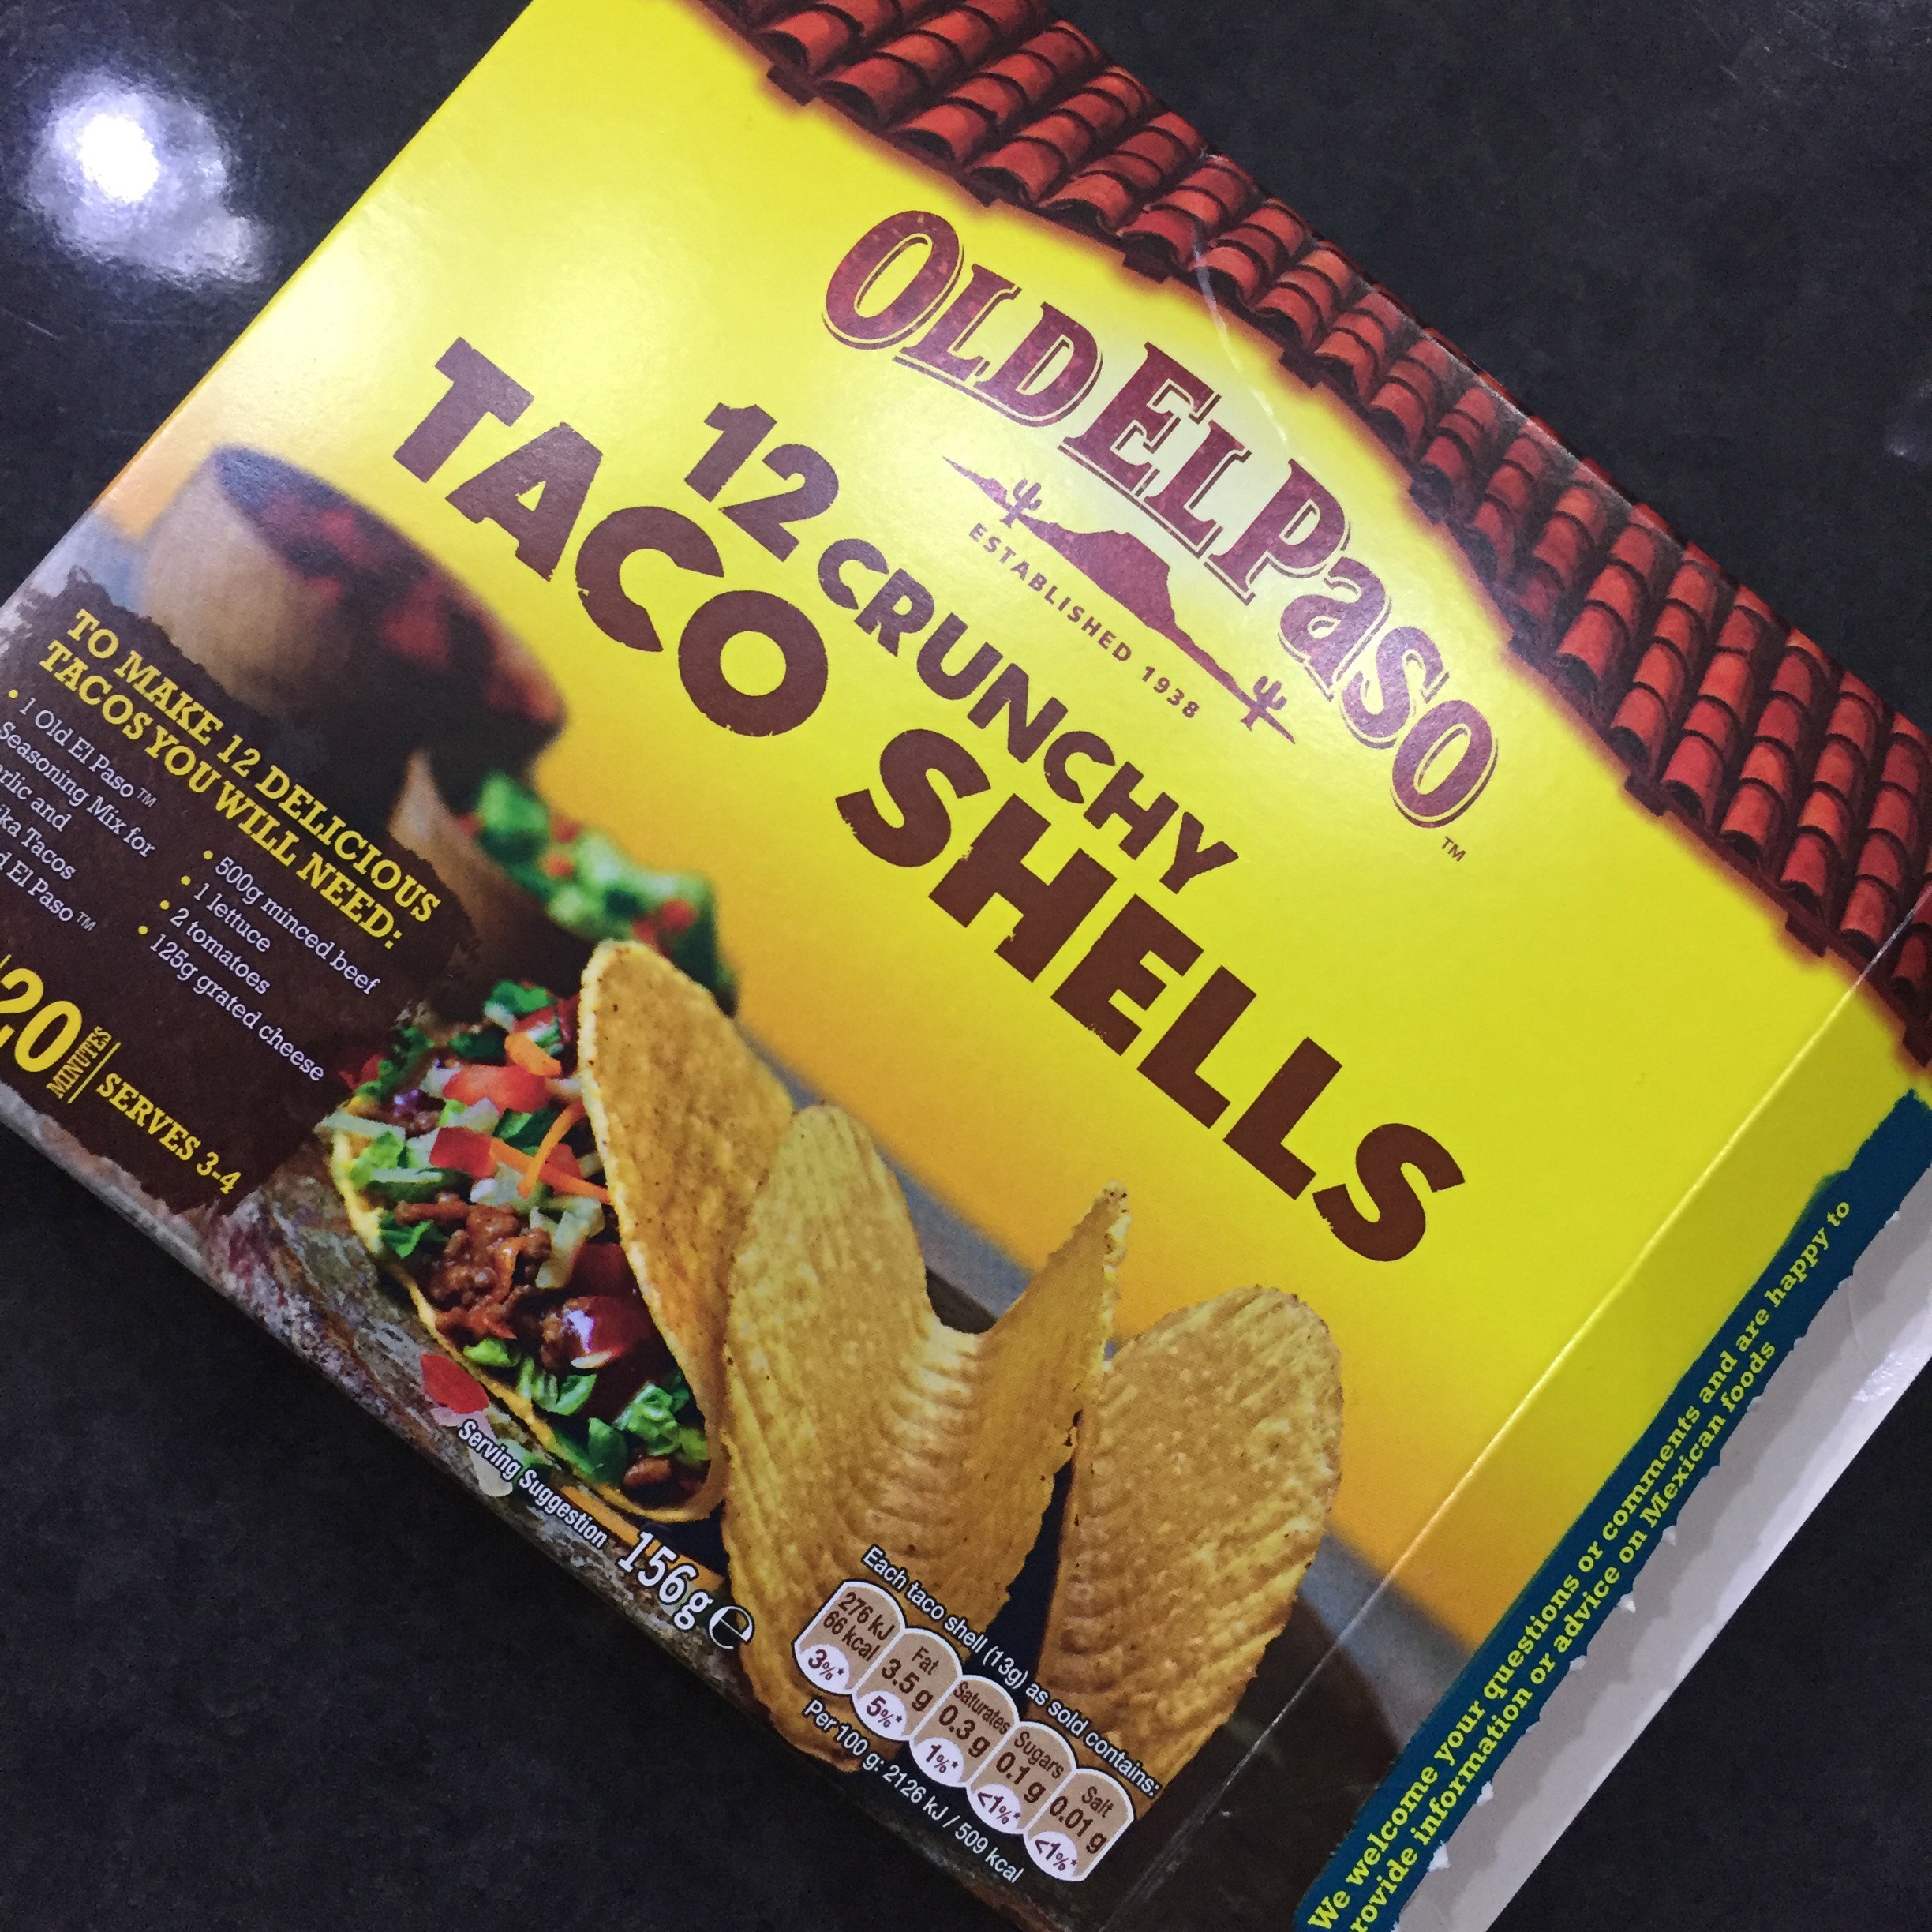 OLD EL PASO™
ESTABLISHED 1938
12 CRUNCHY
TACO SHELLS
TO MAKE 12 DELICIOUS
TACOS YOU WILL NEED:
• 1 Old El Paso™
Seasoning Mix for
and
Tacos
El Paso™
• 500g minced beef
• 1 lettuce
• 2 tomatoes
• 125g grated cheese
20 MINUTES
SERVES 3-4
Serving Suggestion
156g ℮
Each taco shell (13g) as sold contains:
276 kJ
66 kcal
3%*
Fat
3.5 g
5%*
Saturates
0.3 g
1%*
Sugars
0.1 g
<1%*
Salt
0.01 g
<1%*
Per 100 g: 2126 kJ / 509 kcal
We welcome your questions or comments and are happy to
information or advice on Mexican foods